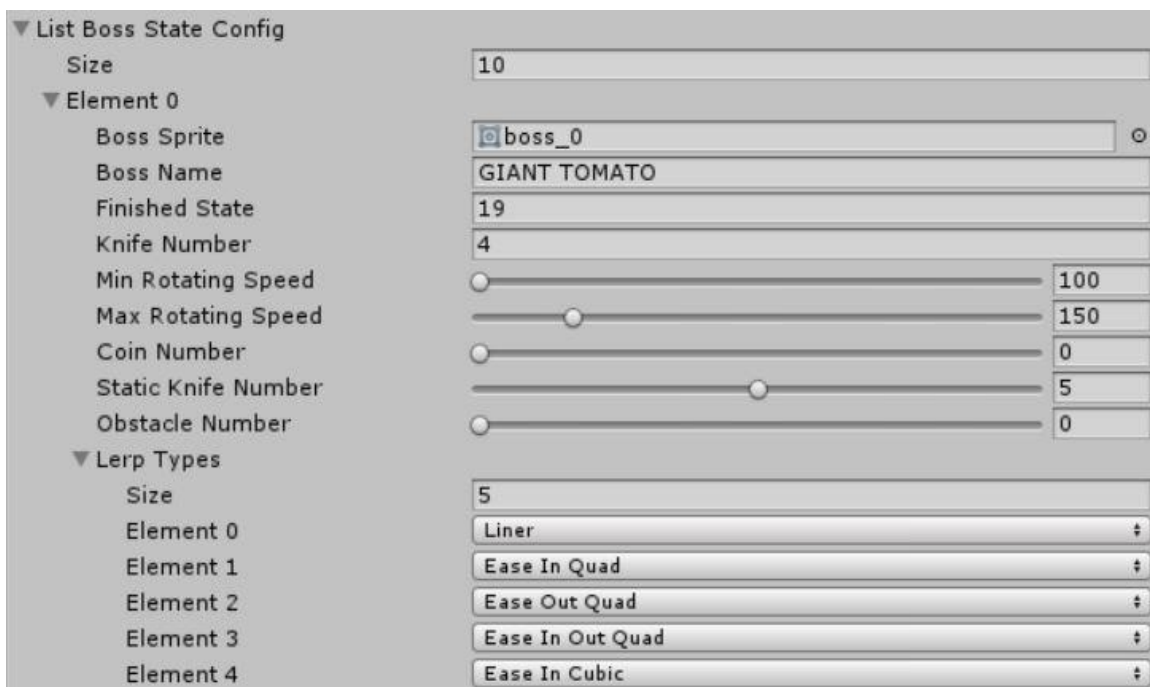 List Boss State Config
Size 10
Element 0
Boss Sprite boss_0
Boss Name GIANT TOMATO
Finished State 19
Knife Number 4
Min Rotating Speed 100
Max Rotating Speed 150
Coin Number 0
Static Knife Number 5
Obstacle Number 0
Lerp Types
Size 5
Element 0 Liner
Element 1 Ease In Quad
Element 2 Ease Out Quad
Element 3 Ease In Out Quad
Element 4 Ease In Cubic